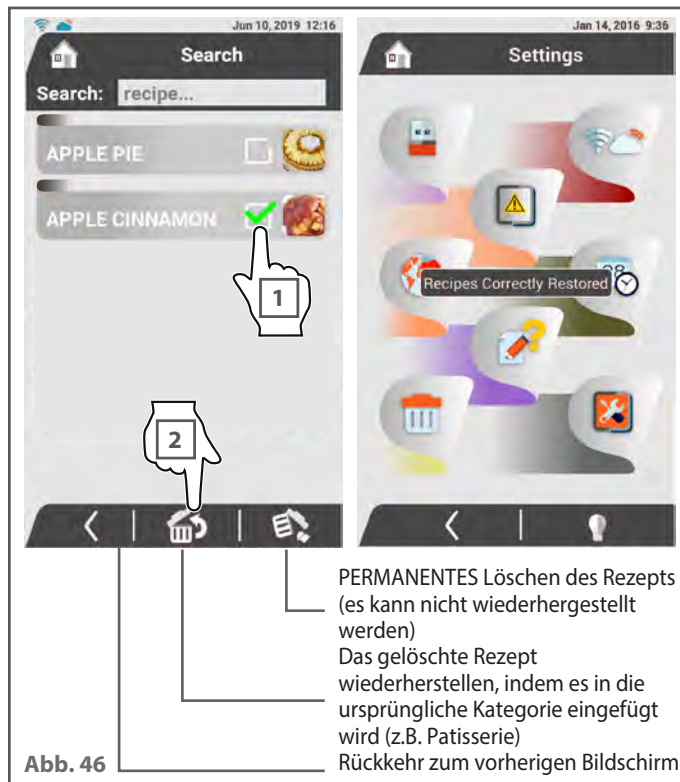 Jun 10, 2019 12:16
Search
Search: recipe...
APPLE PIE
APPLE CINNAMON
1
2
Jan 14, 2016 9:36
Settings
Recipes Correctly Restored
PERMANENTES Löschen des Rezepts
(es kann nicht wiederhergestellt
werden)
Das gelöschte Rezept
wiederherstellen, indem es in die
ursprüngliche Kategorie eingefügt
wird (z.B. Patisserie)
Rückkehr zum vorherigen Bildschirm
Abb. 46